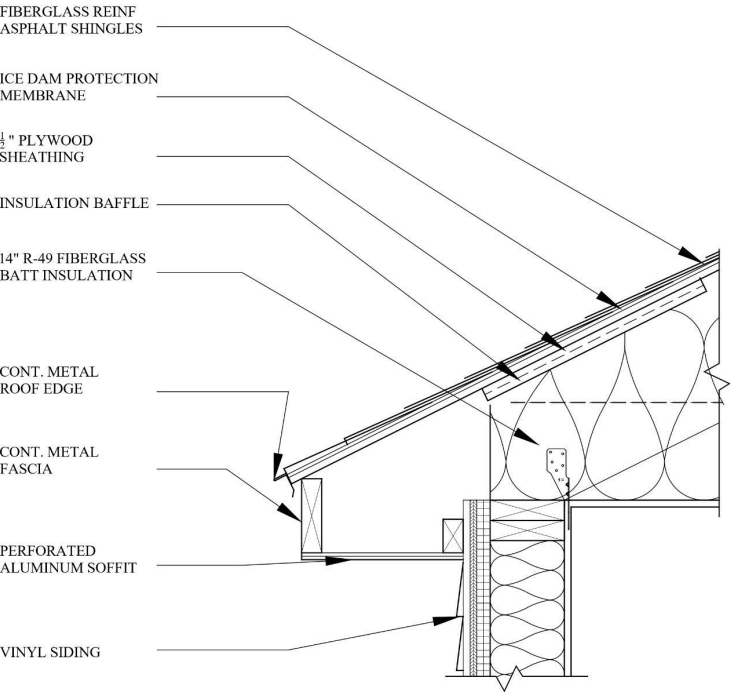 FIBERGLASS REINF
ASPHALT SHINGLES
ICE DAM PROTECTION
MEMBRANE
½" PLYWOOD
SHEATHING
INSULATION BAFFLE
14" R-49 FIBERGLASS
BATT INSULATION
CONT. METAL
ROOF EDGE
CONT. METAL
FASCIA
PERFORATED
ALUMINUM SOFFIT
VINYL SIDING